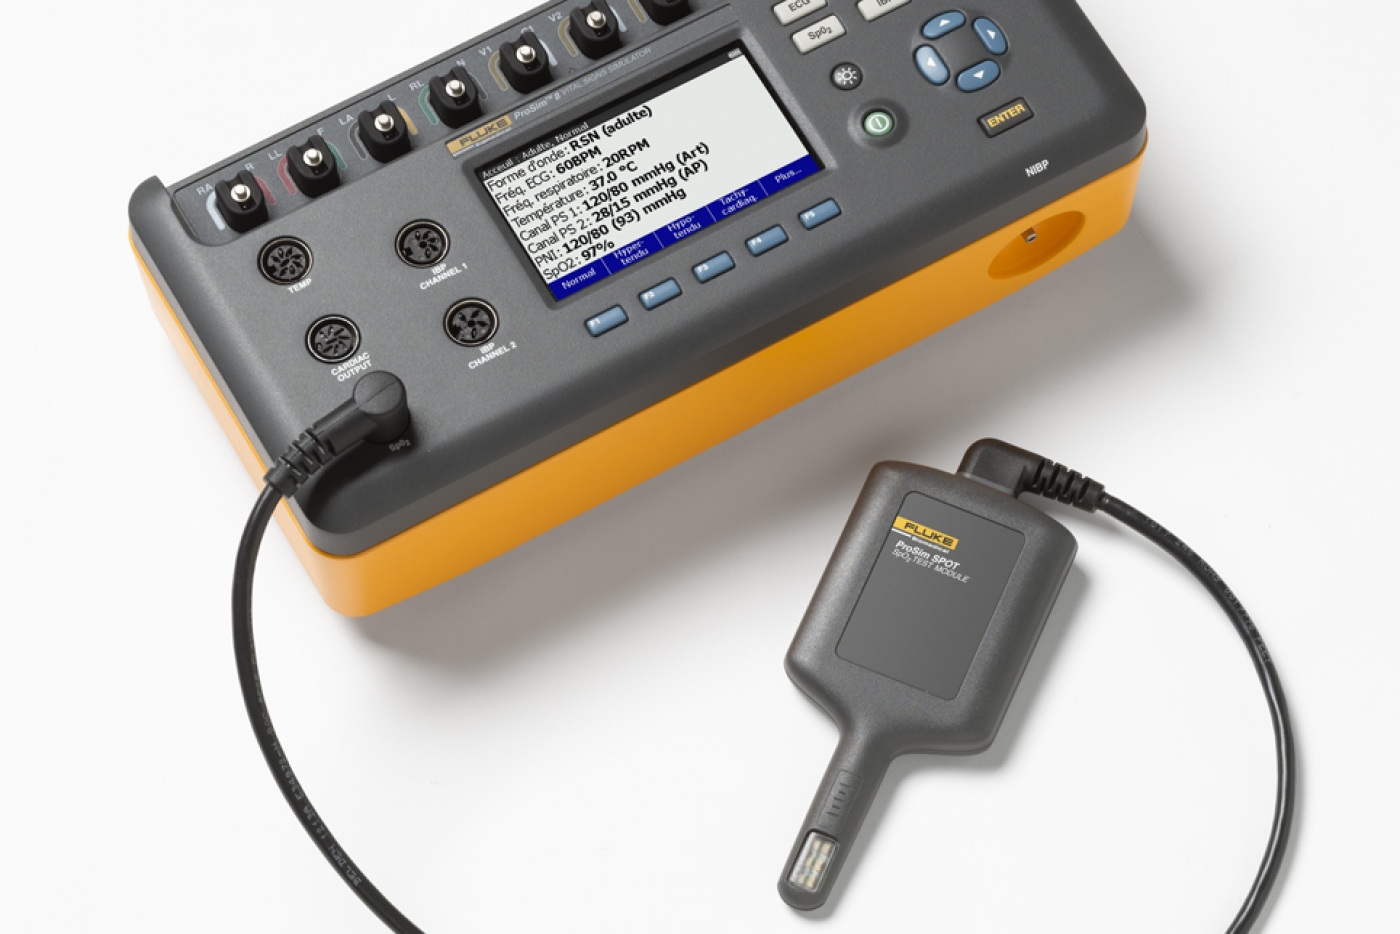 ECG
SpO2
RA
R
LL
F
LA
L
RL
N
V1
C1
V2
FLUKE
ProSim™ 8 VITAL SIGNS SIMULATOR
Acceuil : Adulte, Normal
Forme d'onde: RSN (adulte)
Fréq. ECG: 60BPM
Fréq. respiratoire: 20RPM
Température: 37.0 °C
Canal PS 1: 120/80 mmHg (Art)
Canal PS 2: 28/15 mmHg (AP)
PNI: 120/80 (93) mmHg
SpO2: 97%
Normal
Hyper-
tendu
Hypo-
tendu
Tachy-
cardiaq.
Plus...
F1
F2
F3
F4
F5
ENTER
NIBP
TEMP
IBP
CHANNEL 1
CARDIAC
OUTPUT
IBP
CHANNEL 2
SpO2
FLUKE
Biomedical
ProSim SPOT
SpO2 TEST MODULE